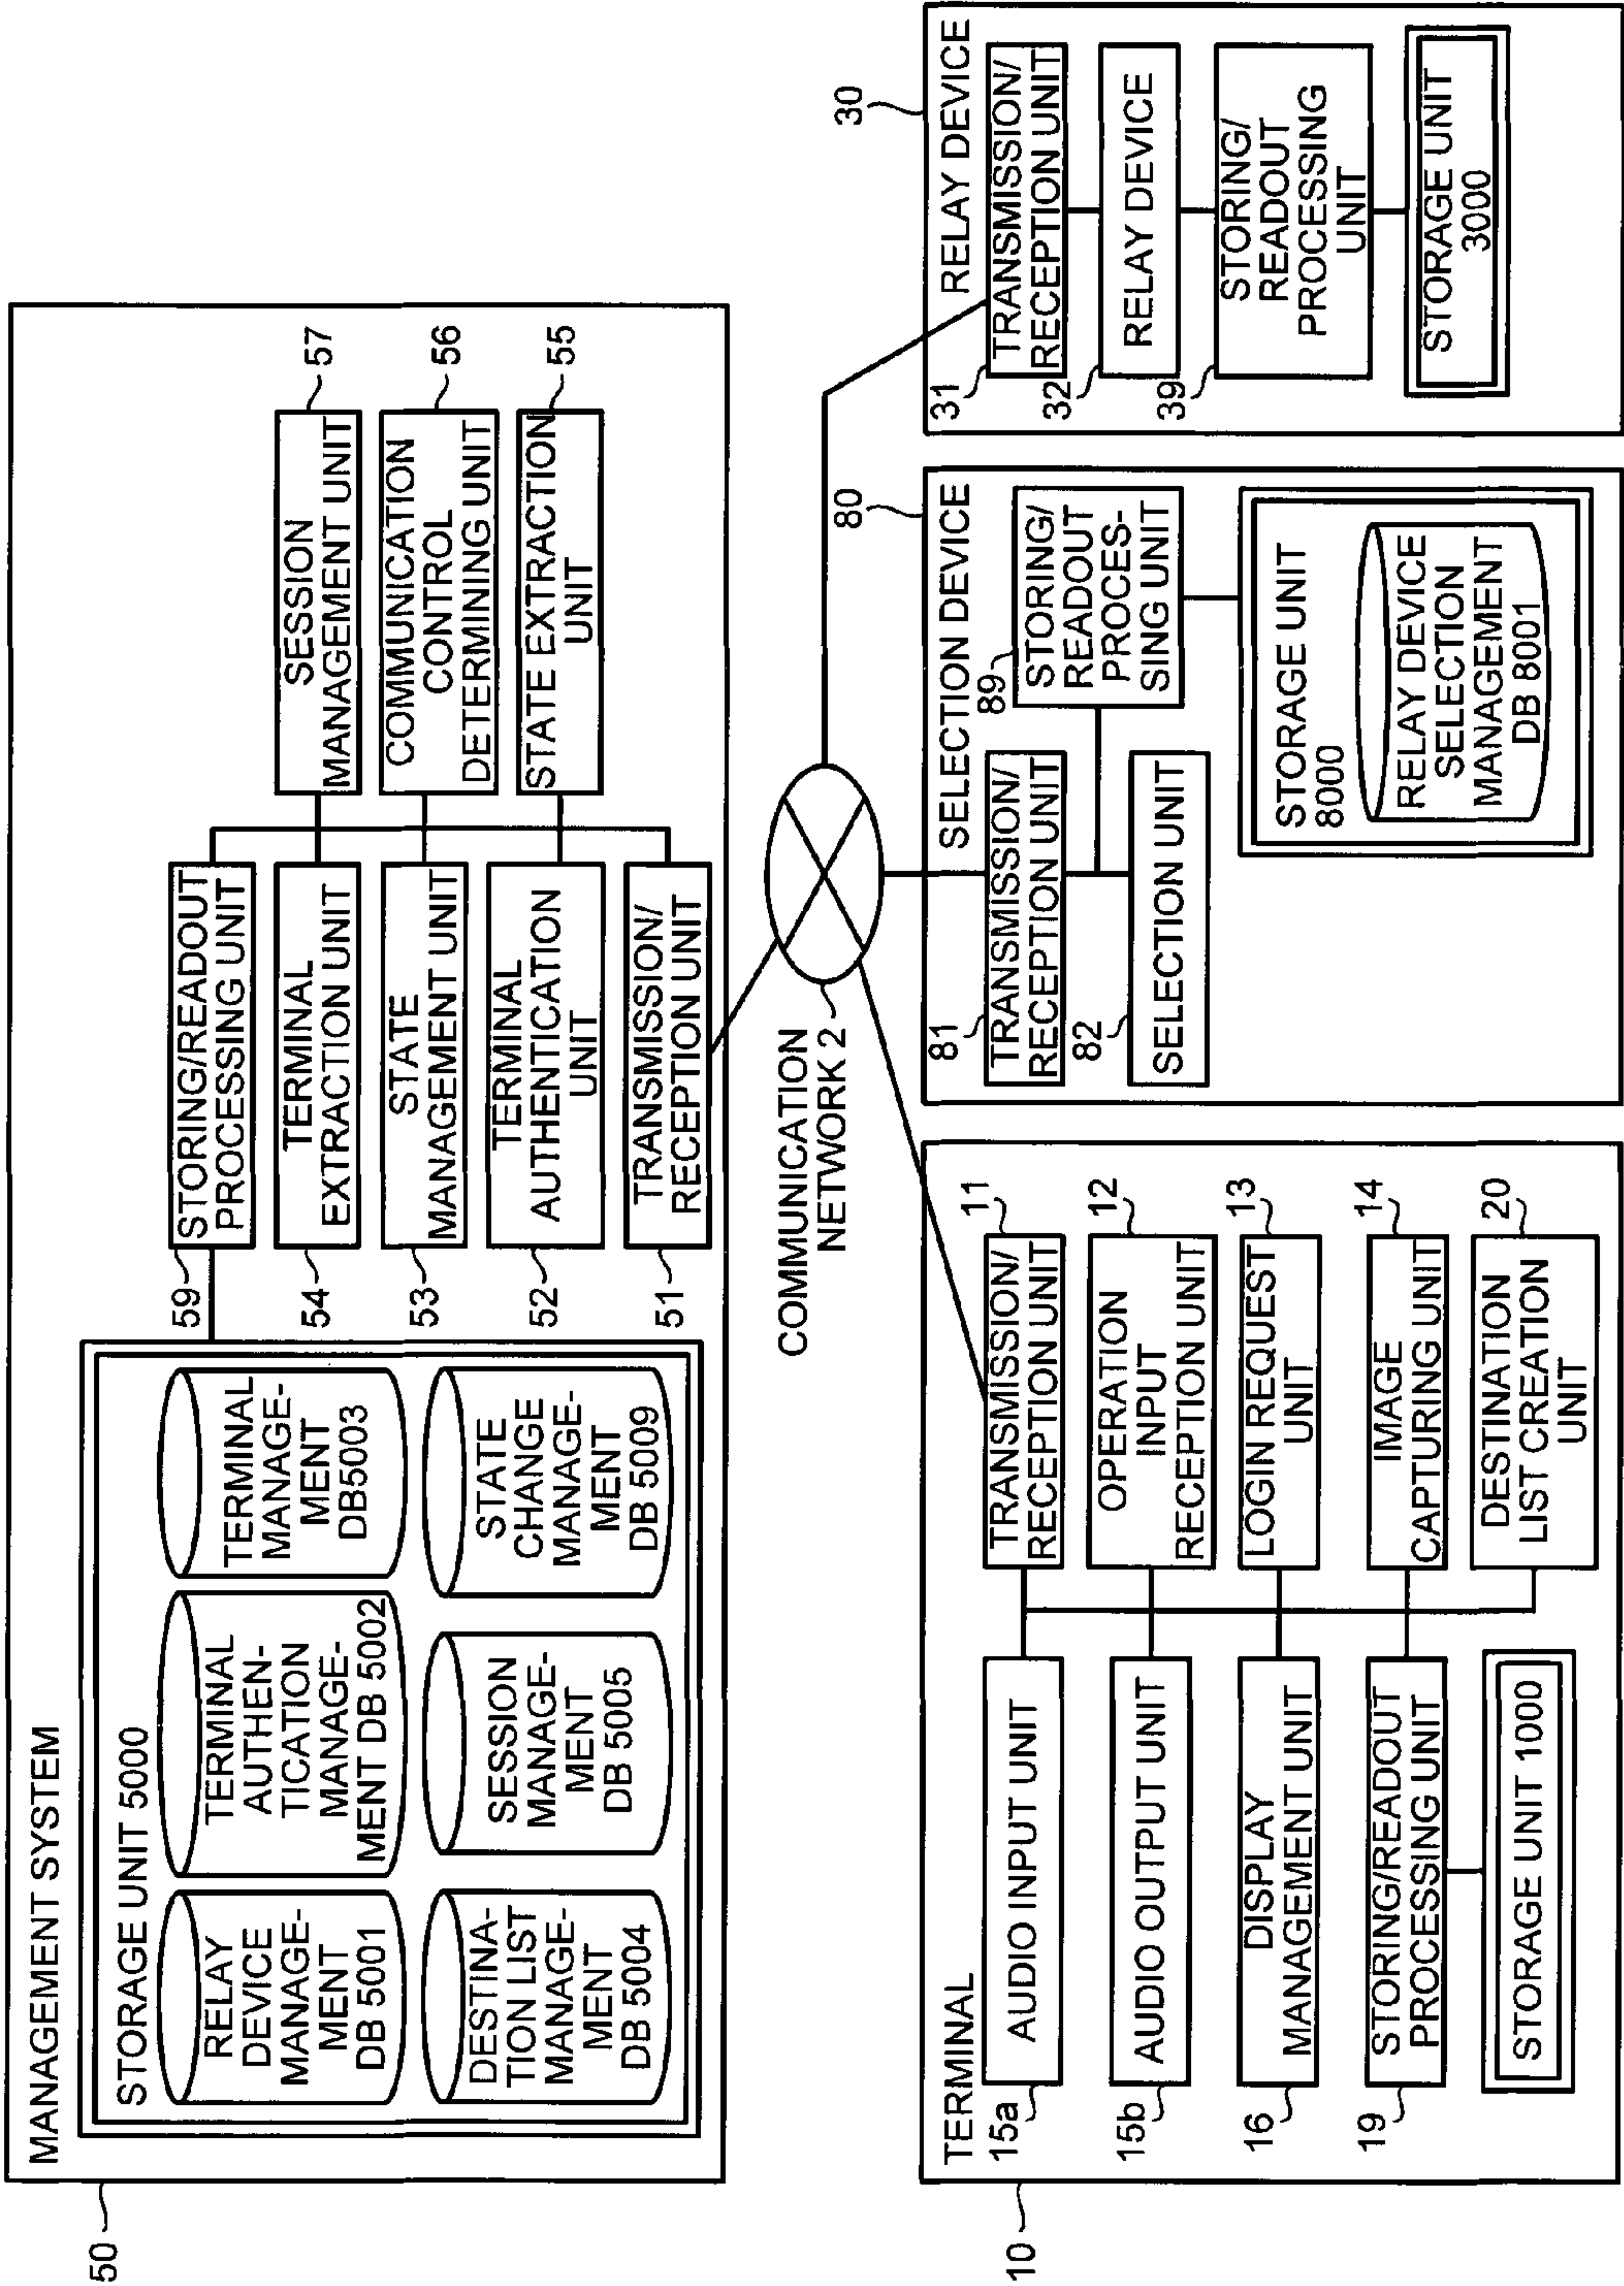 50
MANAGEMENT SYSTEM
STORAGE UNIT 5000
RELAY
DEVICE
MANAGE-
MENT
DB 5001
TERMINAL
AUTHEN-
TICATION
MANAGE-
MENT DB 5002
TERMINAL
MANAGE-
MENT
DB5003
DESTINA-
TION LIST
MANAGE-
MENT
DB 5004
SESSION
MANAGE-
MENT
DB 5005
STATE
CHANGE
MANAGE-
MENT
DB 5009
59
STORING/READOUT
PROCESSING UNIT
54
TERMINAL
EXTRACTION UNIT
53
STATE
MANAGEMENT UNIT
52
TERMINAL
AUTHENTICATION
UNIT
51
TRANSMISSION/
RECEPTION UNIT
SESSION
MANAGEMENT UNIT
57
COMMUNICATION
CONTROL
DETERMINING UNIT
56
STATE EXTRACTION
UNIT
55
COMMUNICATION
NETWORK 2
10
TERMINAL
15a
AUDIO INPUT UNIT
15b
AUDIO OUTPUT UNIT
16
DISPLAY
MANAGEMENT UNIT
19
STORING/READOUT
PROCESSING UNIT
STORAGE UNIT 1000
TRANSMISSION/
RECEPTION UNIT
11
OPERATION
INPUT
RECEPTION UNIT
12
LOGIN REQUEST
UNIT
13
IMAGE
CAPTURING UNIT
14
DESTINATION
LIST CREATION
UNIT
20
80
SELECTION DEVICE
81
TRANSMISSION/
RECEPTION UNIT
82
SELECTION UNIT
89
STORING/
READOUT
PROCES-
SING UNIT
STORAGE UNIT
8000
RELAY DEVICE
SELECTION
MANAGEMENT
DB 8001
30
RELAY DEVICE
31
TRANSMISSION/
RECEPTION UNIT
32
RELAY DEVICE
39
STORING/
READOUT
PROCESSING
UNIT
STORAGE UNIT
3000